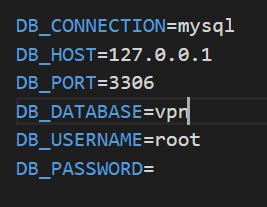 DB_CONNECTION=mysql
DB_HOST=127.0.0.1
DB_PORT=3306
DB_DATABASE=vpn
DB_USERNAME=root
DB_PASSWORD=